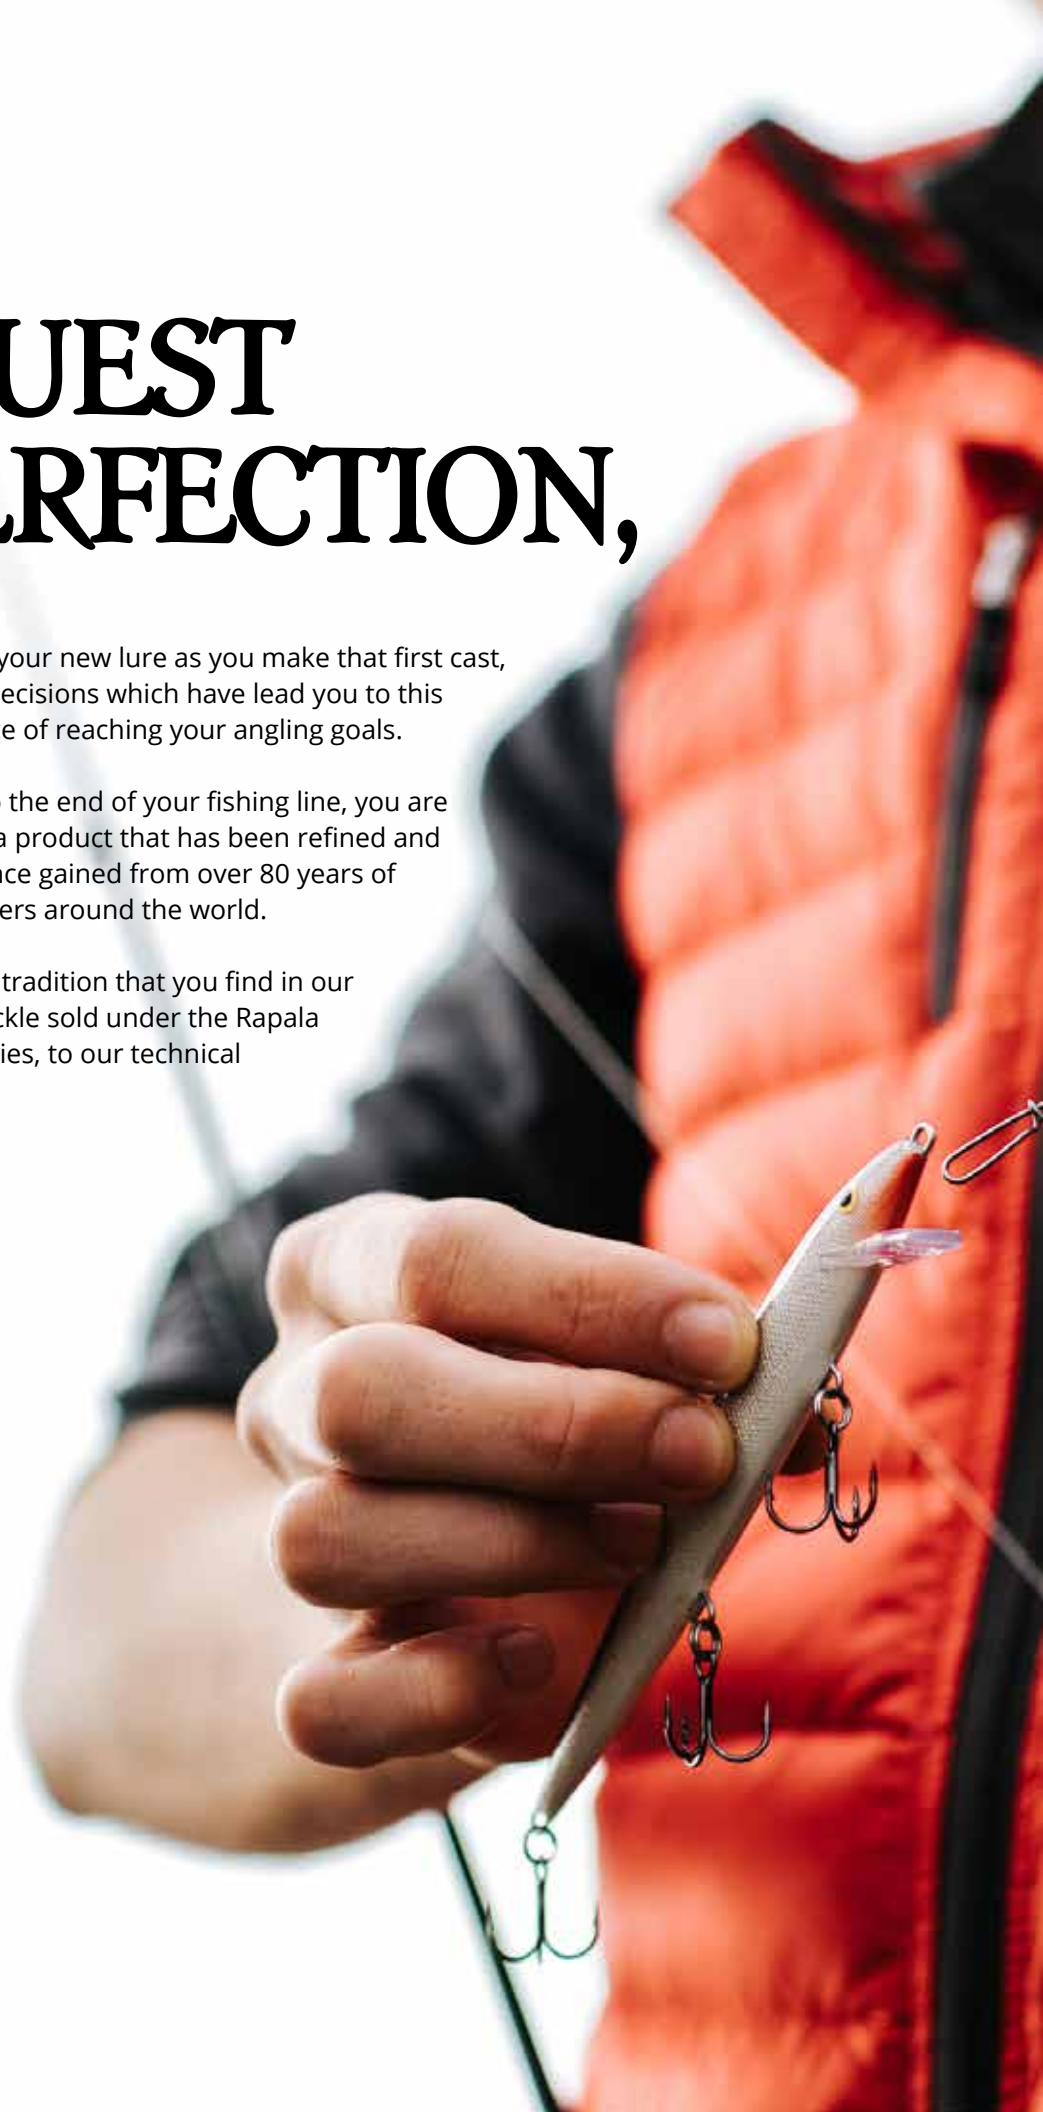 UEST
RFECTION,
your new lure as you make that first cast,
ecisions which have lead you to this
e of reaching your angling goals.
the end of your fishing line, you are
a product that has been refined and
nce gained from over 80 years of
ers around the world.
tradition that you find in our
ckle sold under the Rapala
ies, to our technical